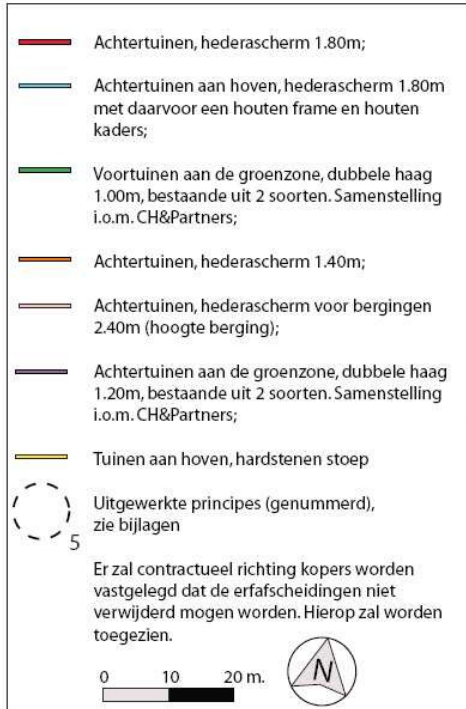 Achtertuinen, hederascherm 1.80m;
Achtertuinen aan hoven, hederascherm 1.80m
met daarvoor een houten frame en houten
kaders;
Voortuinen aan de groenzone, dubbele haag
1.00m, bestaande uit 2 soorten. Samenstelling
i.o.m. CH&Partners;
Achtertuinen, hederascherm 1.40m;
Achtertuinen, hederascherm voor bergingen
2.40m (hoogte berging);
Achtertuinen aan de groenzone, dubbele haag
1.20m, bestaande uit 2 soorten. Samenstelling
i.o.m. CH&Partners;
Tuinen aan hoven, hardstenen stoep
Uitgewerkte principes (genummerd),
zie bijlagen
5
Er zal contractueel richting kopers worden
vastgelegd dat de erfafscheidingen niet
verwijderd mogen worden. Hierop zal worden
toegezien.
0 10 20 m.
N